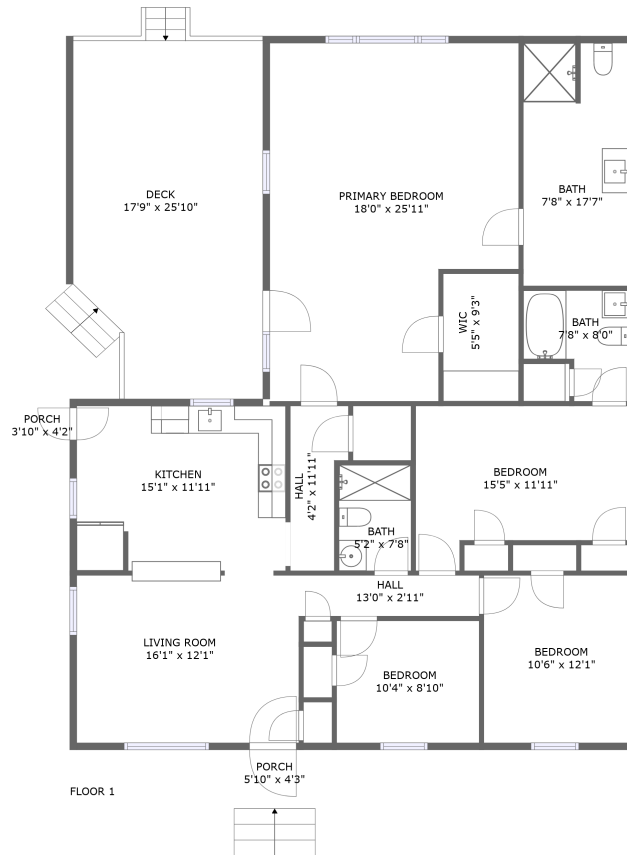 DECK
17'9" x 25'10"
PRIMARY BEDROOM
18'0" x 25'11"
BATH
7'8" x 17'7"
WIC
5'5" x 9'3"
BATH
7'8" x 8'0"
PORCH
3'10" x 4'2"
KITCHEN
15'1" x 11'11"
HALL
4'2" x 11'11"
BEDROOM
15'5" x 11'11"
BATH
5'2" x 7'8"
HALL
13'0" x 2'11"
LIVING ROOM
16'1" x 12'1"
BEDROOM
10'4" x 8'10"
BEDROOM
10'6" x 12'1"
PORCH
5'10" x 4'3"
FLOOR 1